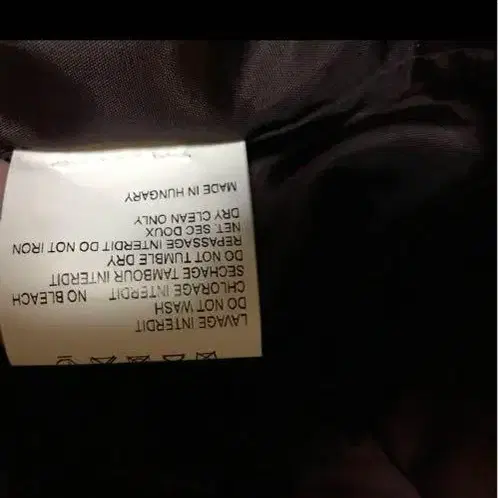 LAVAGE INTERDIT
DO NOT WASH
CHLORAGE INTERDIT NO BLEACH
SECHAGE TAMBOUR INTERDIT
DO NOT TUMBLE DRY
REPASSAGE INTERDIT DO NOT IRON
NET. SEC DOUX
DRY CLEAN ONLY
MADE IN HUNGARY